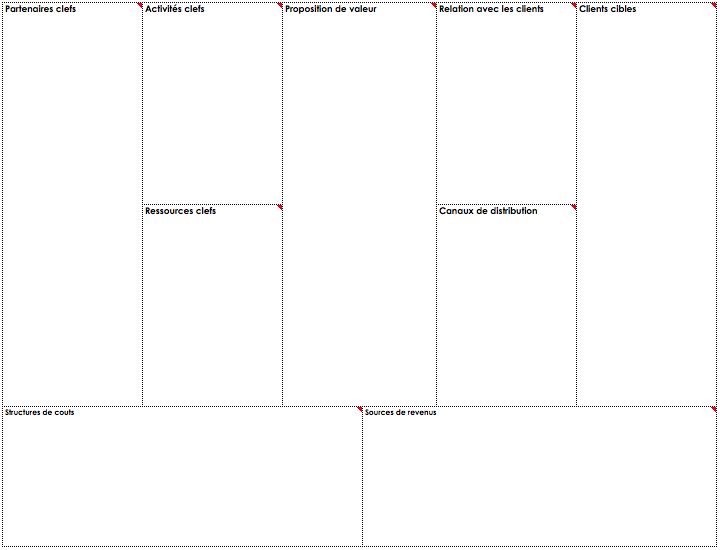 Partenaires clefs
Activités clefs
Proposition de valeur
Relation avec les clients
Clients cibles
Ressources clefs
Canaux de distribution
Structures de couts
Sources de revenus